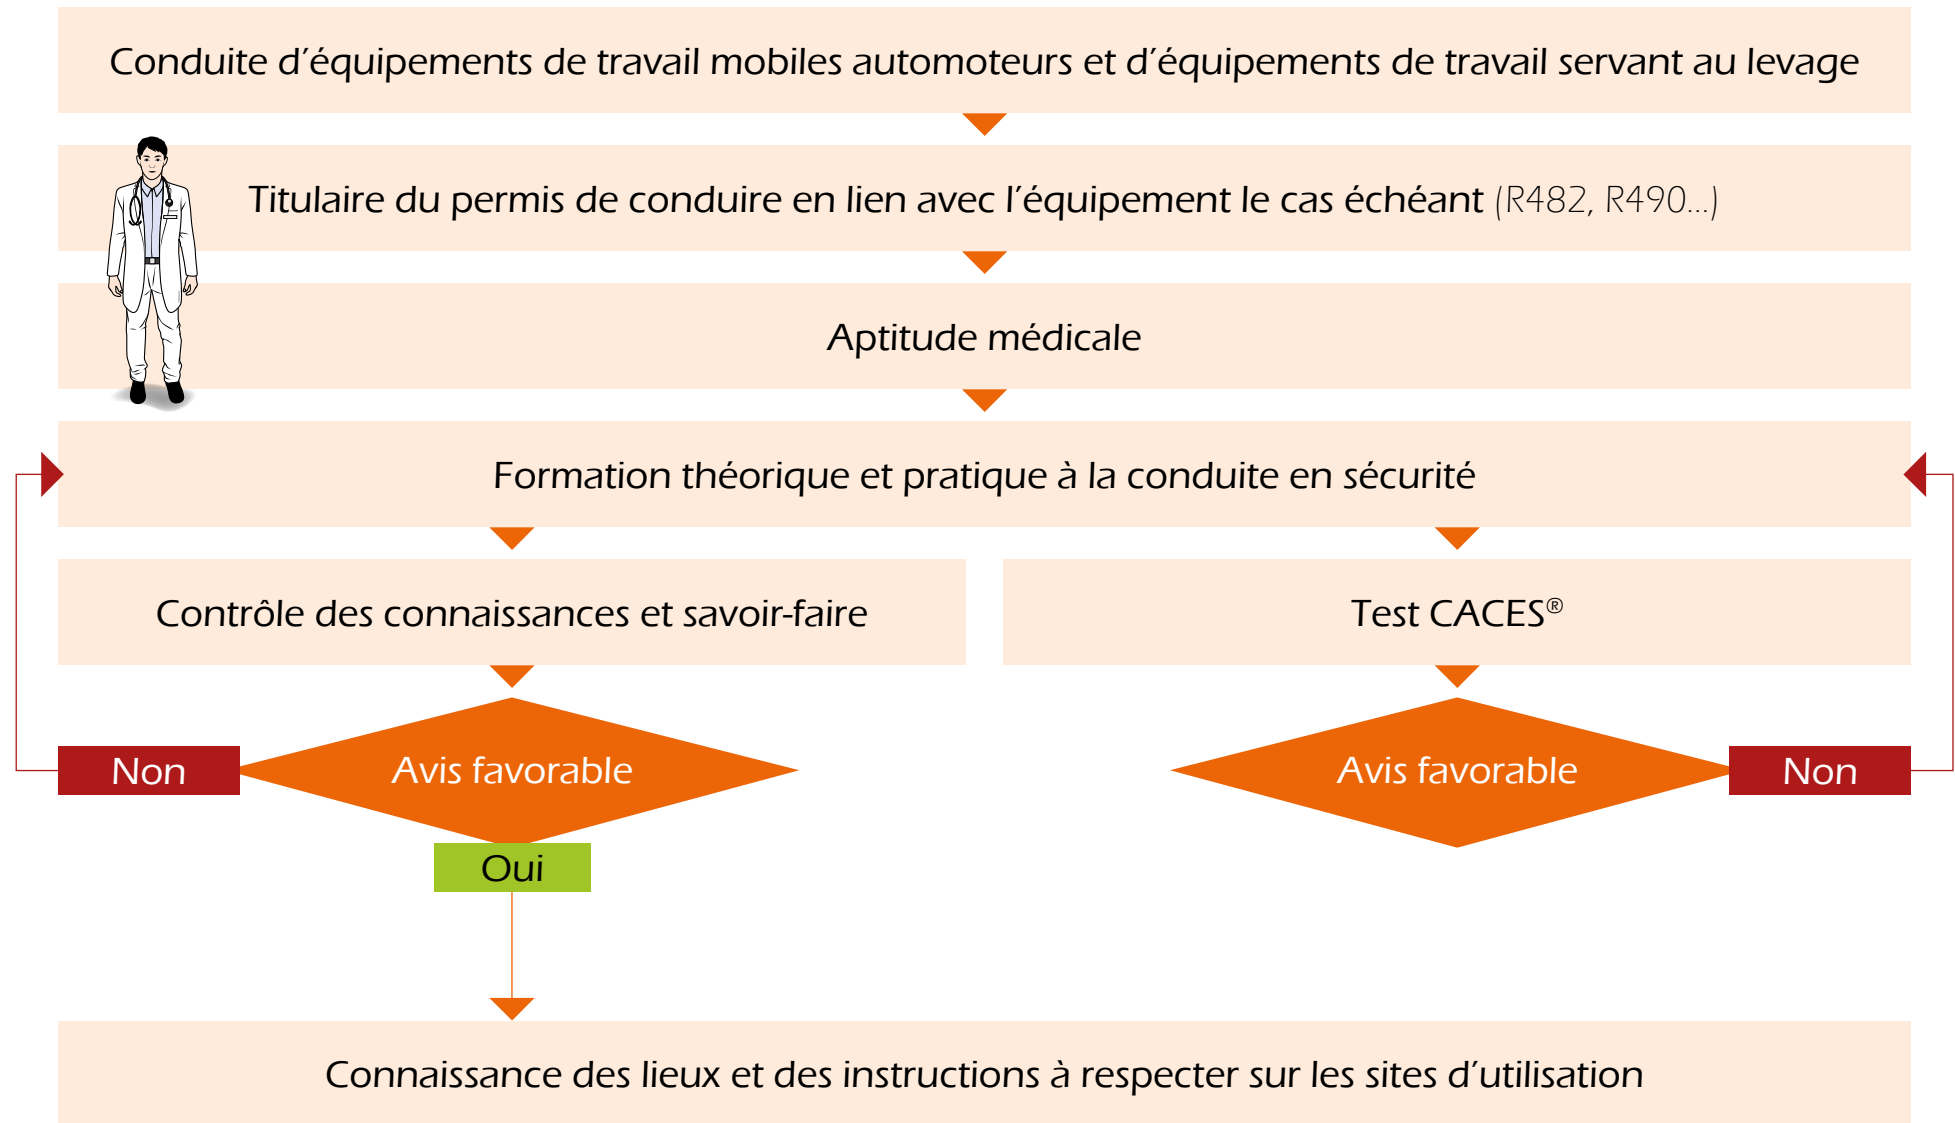 Conduite d’équipements de travail mobiles automoteurs et d’équipements de travail servant au levage
Titulaire du permis de conduire en lien avec l’équipement le cas échéant (R482, R490...)
Aptitude médicale
Formation théorique et pratique à la conduite en sécurité
Contrôle des connaissances et savoir-faire
Test CACES®
Non
Avis favorable
Avis favorable
Non
Oui
Connaissance des lieux et des instructions à respecter sur les sites d’utilisation